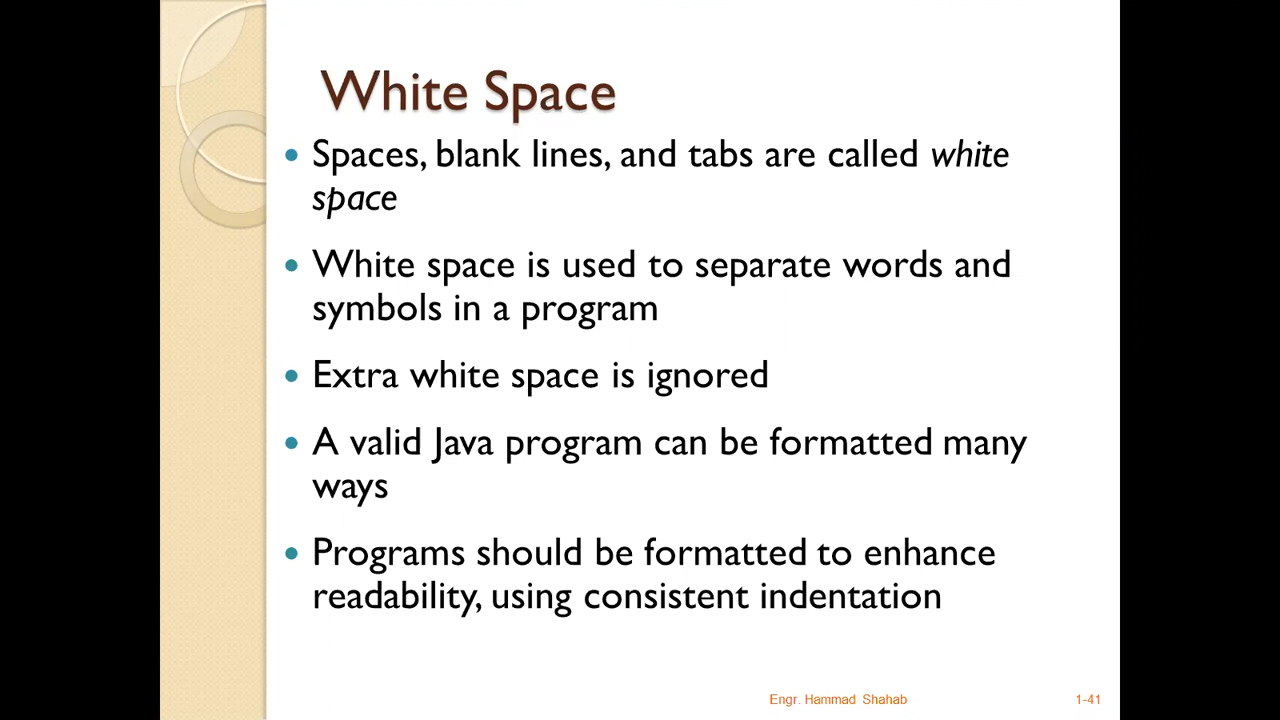 White Space
• Spaces, blank lines, and tabs are called white
space
• White space is used to separate words and
symbols in a program
• Extra white space is ignored
• A valid Java program can be formatted many
ways
• Programs should be formatted to enhance
readability, using consistent indentation
Engr. Hammad Shahab 1-41